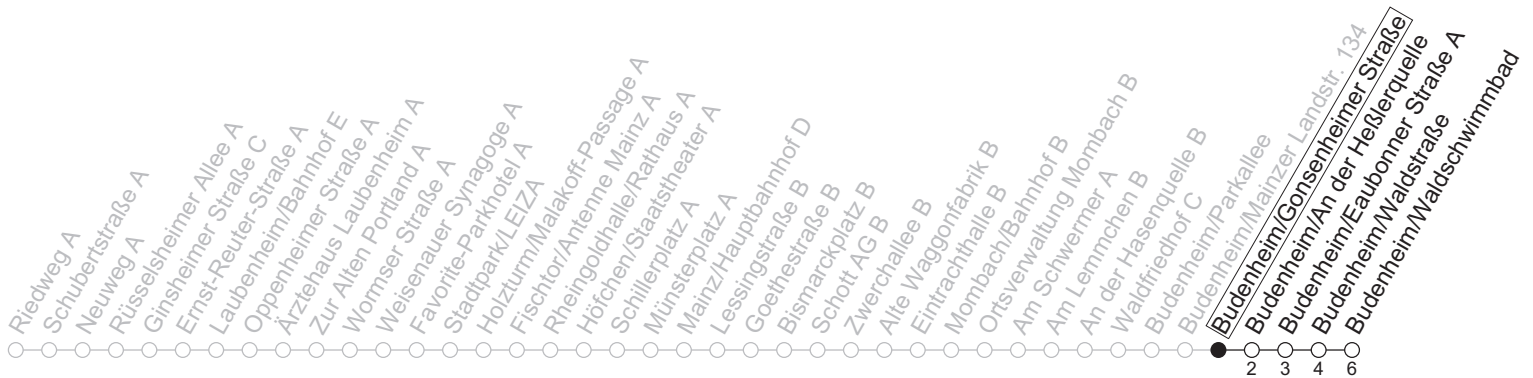 Riedweg A
Schubertstraße A
Neuweg A
Rüsselsheimer Allee A
Ginsheimer Straße C
Ernst-Reuter-Straße A
Laubenheim/Bahnhof E
Oppenheimer Straße A
Ärztehaus Laubenheim A
Zur Alten Portland A
Wormser Straße A
Weisenauer Synagoge A
Favorite-Parkhotel A
Stadtpark/LEIZA
Holzturm/Malakoff-Passage A
Fischtor/Antenne Mainz A
Rheingoldhalle/Rathaus A
Höfchen/Staatstheater A
Schillerplatz A
Münsterplatz A
Mainz/Hauptbahnhof D
Lessingstraße B
Goethestraße B
Bismarckplatz B
Schott AG B
Zwerchallee B
Alte Waggonfabrik B
Eintrachthalle B
Mombach/Bahnhof B
Ortsverwaltung Mombach B
Am Schwermer A
Am Lemmchen B
An der Hasenquelle B
Waldfriedhof C
Budenheim/Parkallee
Budenheim/Mainzer Landstr. 134
Budenheim/Gonsenheimer Straße
Budenheim/An der Heßlerquelle
Budenheim/Eaubonner Straße A
Budenheim/Waldstraße
Budenheim/Waldschwimmbad
2 3 4 6